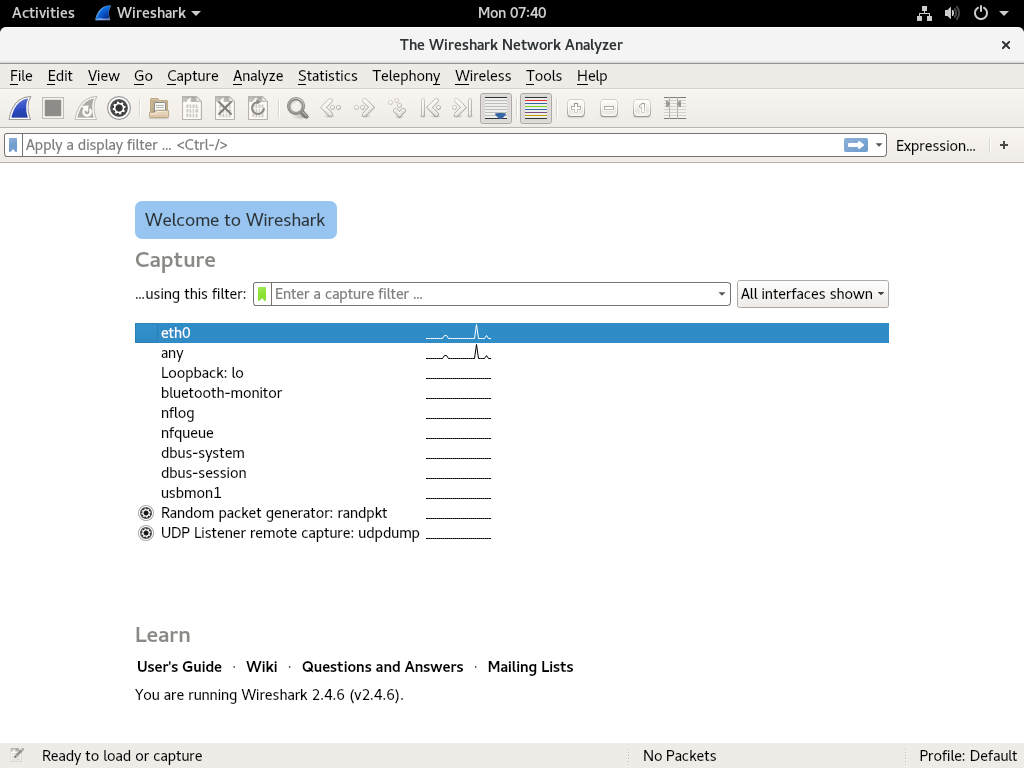 Activities Wireshark Mon 07:40
The Wireshark Network Analyzer
File Edit View Go Capture Analyze Statistics Telephony Wireless Tools Help
Apply a display filter ... <Ctrl-/> Expression... +
Welcome to Wireshark
Capture
...using this filter: Enter a capture filter ... All interfaces shown
eth0
any
Loopback: lo
bluetooth-monitor
nflog
nfqueue
dbus-system
dbus-session
usbmon1
Random packet generator: randpkt
UDP Listener remote capture: udpdump
Learn
User's Guide · Wiki · Questions and Answers · Mailing Lists
You are running Wireshark 2.4.6 (v2.4.6).
Ready to load or capture No Packets Profile: Default